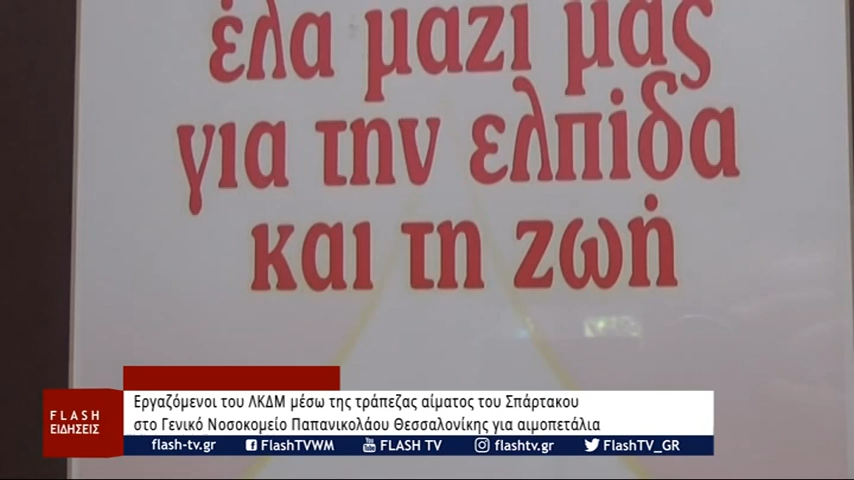 έλα μαζί μας
για την ελπίδα
και τη ζωή
FLASH
ΕΙΔΗΣΕΙΣ
Εργαζόμενοι του ΛΚΔΜ μέσω της τράπεζας αίματος του Σπάρτακου
στο Γενικό Νοσοκομείο Παπανικολάου Θεσσαλονίκης για αιμοπετάλια
flash-tv.gr FlashTVWM FLASH TV flashtv.gr FlashTV_GR